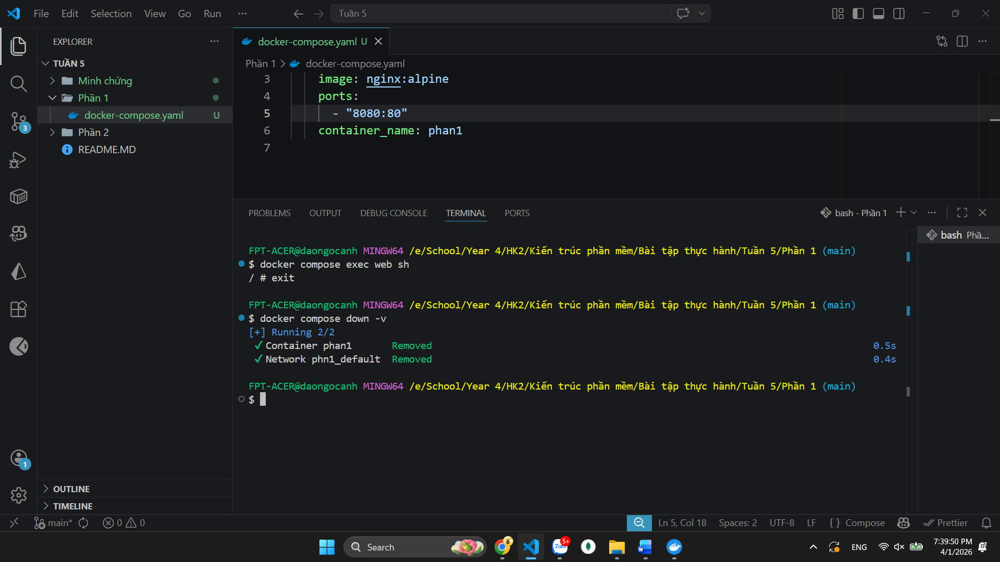 File Edit Selection View Go Run ···
Tuần 5
EXPLORER ···
TUẦN 5
Minh chứng
Phần 1
docker-compose.yaml U
Phần 2
README.MD
OUTLINE
TIMELINE
3
1
docker-compose.yaml U
Phần 1 > docker-compose.yaml
3 image: nginx:alpine
4 ports:
5 - "8080:80"
6 container_name: phan1
7
PROBLEMS OUTPUT DEBUG CONSOLE TERMINAL PORTS
bash - Phần 1
bash Phầ...
FPT-ACER@daongocanh MINGW64 /e/School/Year 4/HK2/Kiến trúc phần mềm/Bài tập thực hành/Tuần 5/Phần 1 (main)
$ docker compose exec web sh
/ # exit
FPT-ACER@daongocanh MINGW64 /e/School/Year 4/HK2/Kiến trúc phần mềm/Bài tập thực hành/Tuần 5/Phần 1 (main)
$ docker compose down -v
[+] Running 2/2
✔ Container phan1 Removed 0.5s
✔ Network phn1_default Removed 0.4s
FPT-ACER@daongocanh MINGW64 /e/School/Year 4/HK2/Kiến trúc phần mềm/Bài tập thực hành/Tuần 5/Phần 1 (main)
$
main* 0 0
Ln 5, Col 18 Spaces: 2 UTF-8 LF { } Compose Prettier
Search
Zalo
5+
W
ENG
7:39:50 PM
4/1/2026